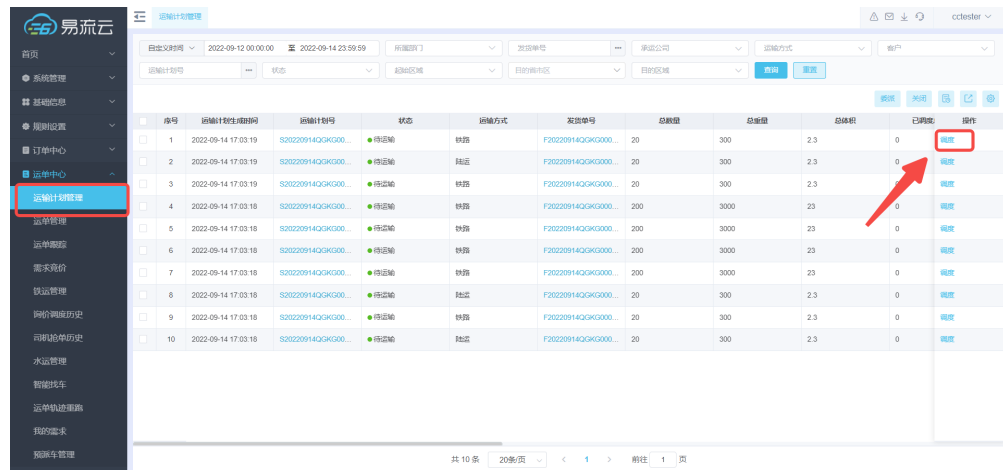 易流云
运输计划管理
cctester
首页
系统管理
基础信息
规则设置
订单中心
运单中心
运输计划管理
运单管理
运单跟踪
需求竞价
铁运管理
询价调度历史
司机抢单历史
水运管理
智能找车
运单轨迹重跑
我的需求
预派车管理
自定义时间 2022-09-12 00:00:00 至 2022-09-14 23:59:59 所属部门 发货单号 承运公司 运输方式 客户
运输计划号 状态 起始区域 目的省市区 目的区域 查询 重置
委派 关闭
序号 运输计划生成时间 运输计划号 状态 运输方式 发货单号 总数量 总重量 总体积 已调度 操作
1 2022-09-14 17:03:19 S20220914QGKG00... 待运输 铁路 F20220914QGKG000... 20 300 2.3 0 调度
2 2022-09-14 17:03:19 S20220914QGKG00... 待运输 陆运 F20220914QGKG000... 20 300 2.3 0 调度
3 2022-09-14 17:03:19 S20220914QGKG00... 待运输 铁路 F20220914QGKG000... 20 300 2.3 0 调度
4 2022-09-14 17:03:18 S20220914QGKG00... 待运输 铁路 F20220914QGKG000... 200 3000 23 0 调度
5 2022-09-14 17:03:18 S20220914QGKG00... 待运输 铁路 F20220914QGKG000... 200 3000 23 0 调度
6 2022-09-14 17:03:18 S20220914QGKG00... 待运输 铁路 F20220914QGKG000... 200 3000 23 0 调度
7 2022-09-14 17:03:18 S20220914QGKG00... 待运输 铁路 F20220914QGKG000... 200 3000 23 0 调度
8 2022-09-14 17:03:18 S20220914QGKG00... 待运输 陆运 F20220914QGKG000... 20 300 2.3 0 调度
9 2022-09-14 17:03:18 S20220914QGKG00... 待运输 铁路 F20220914QGKG000... 20 300 2.3 0 调度
10 2022-09-14 17:03:18 S20220914QGKG00... 待运输 陆运 F20220914QGKG000... 20 300 2.3 0 调度
共 10 条 20条/页 < 1 > 前往 1 页